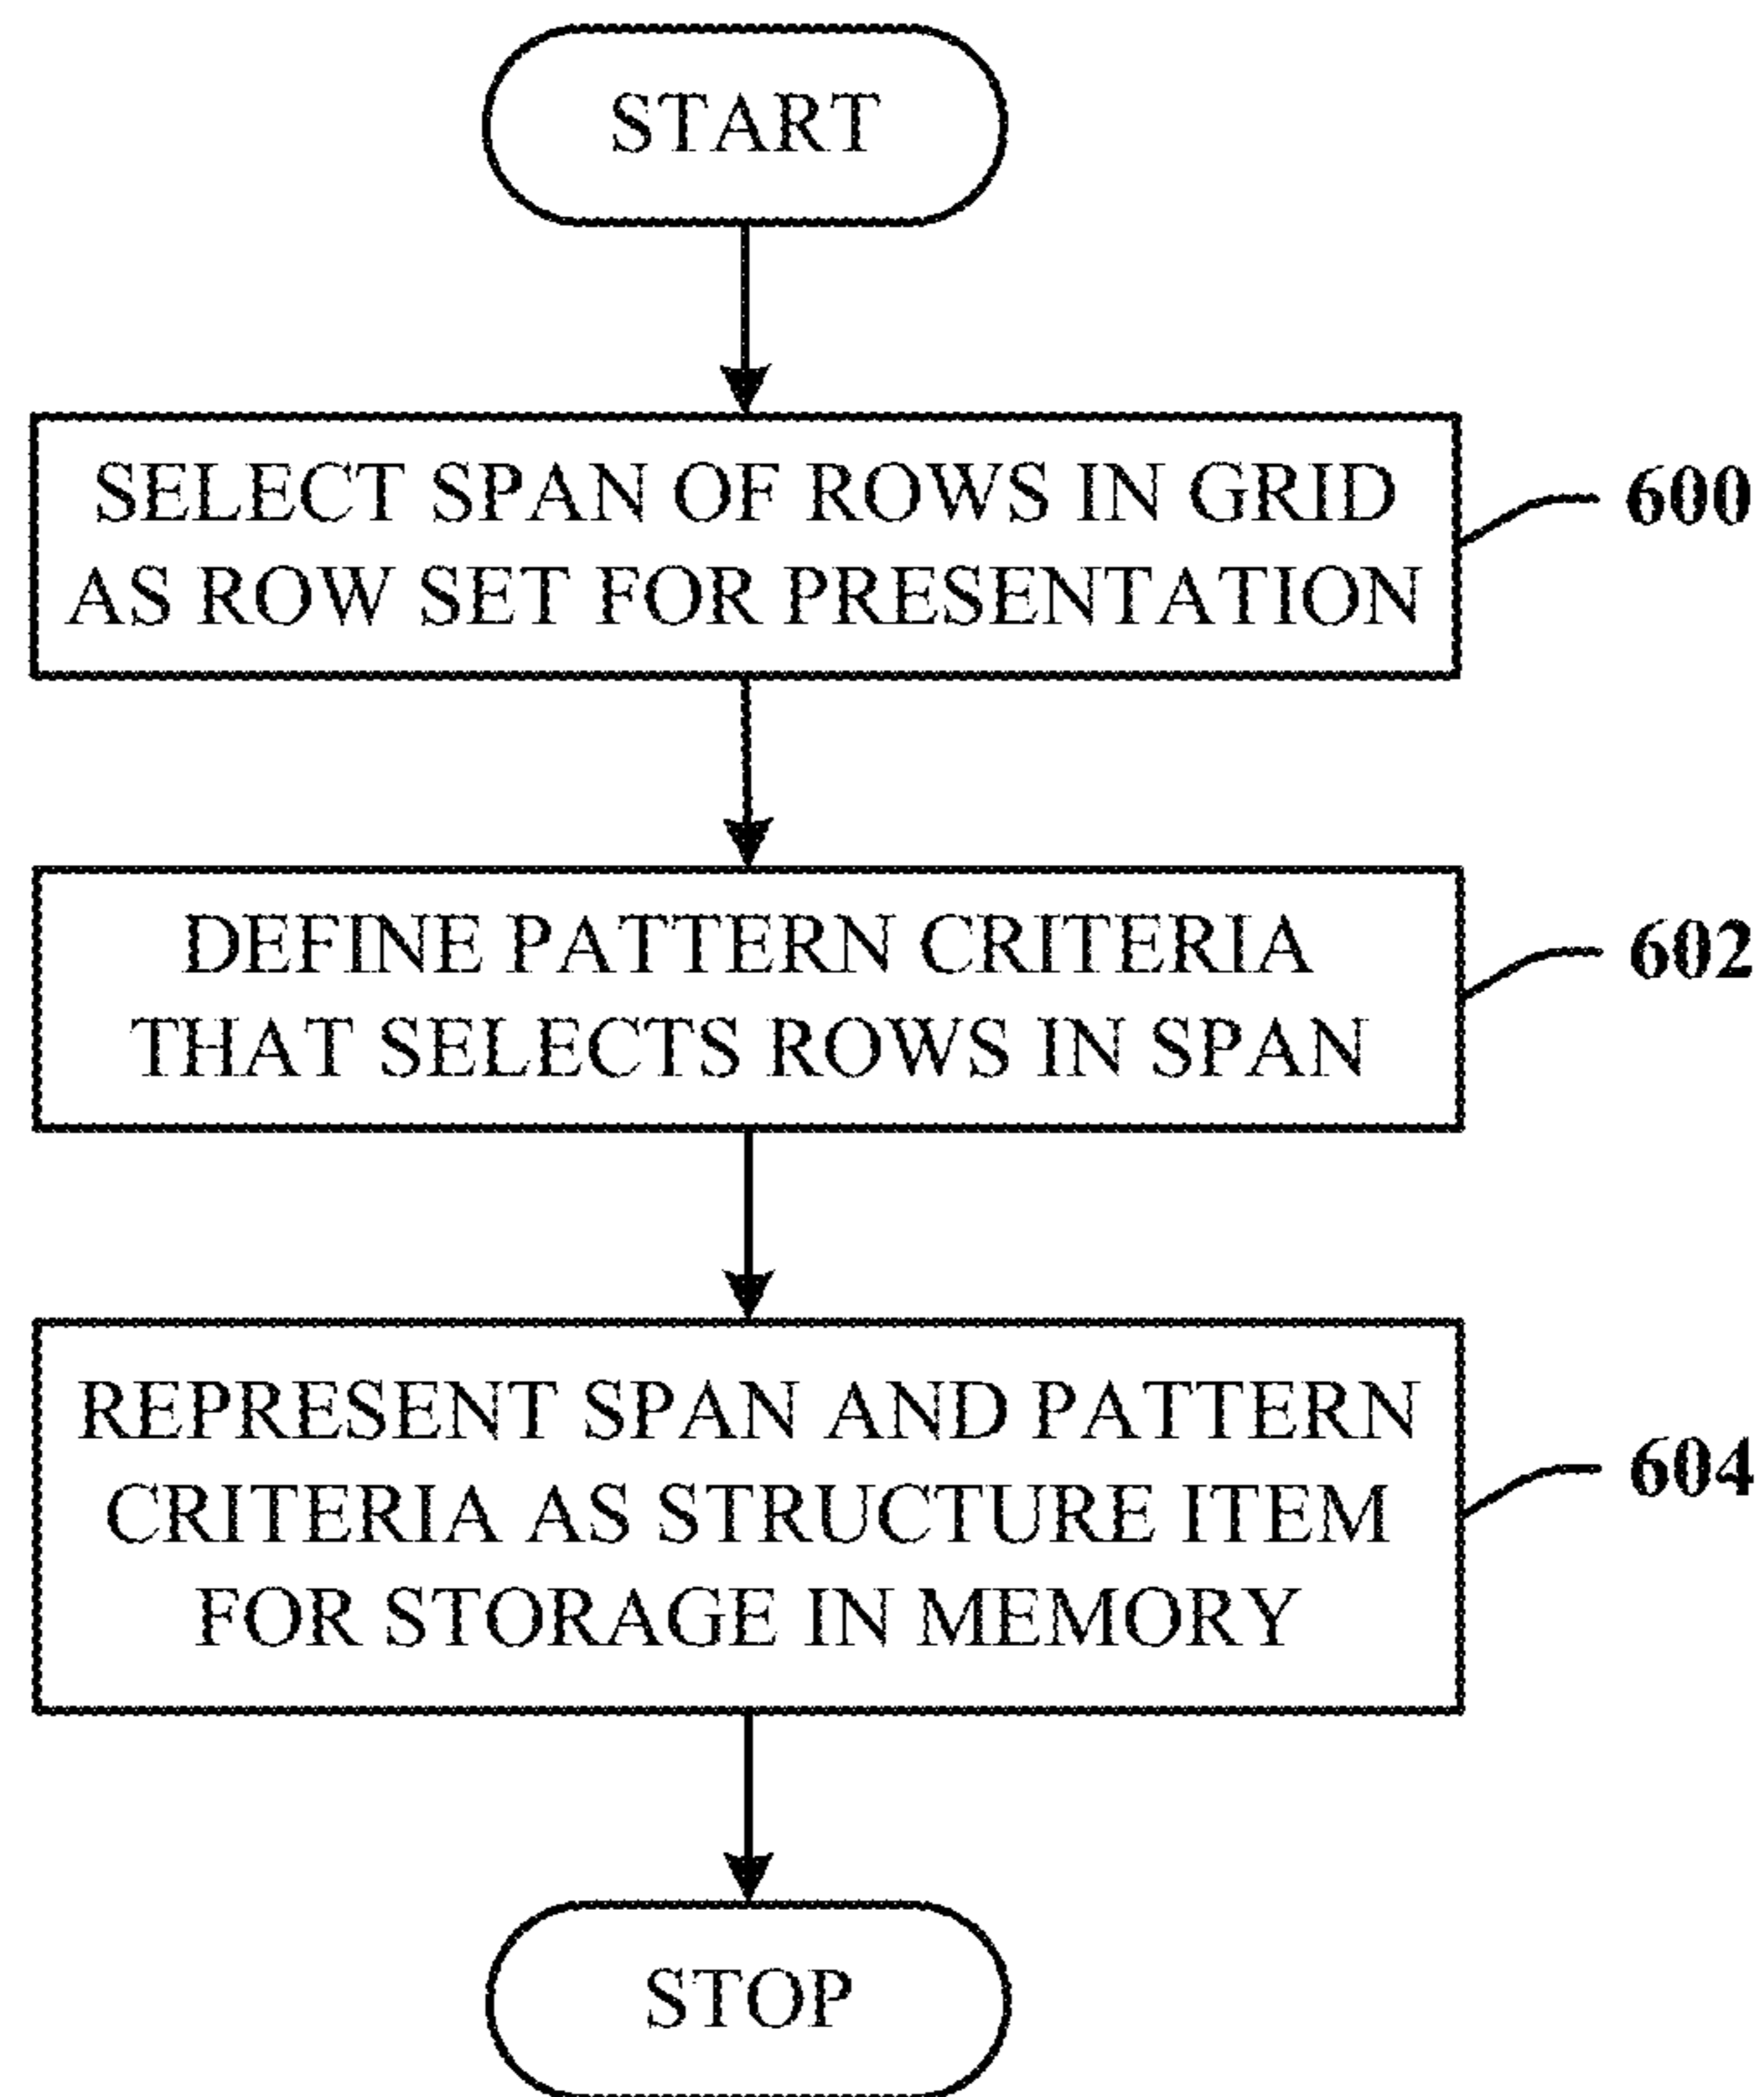 START
SELECT SPAN OF ROWS IN GRID
AS ROW SET FOR PRESENTATION
600
DEFINE PATTERN CRITERIA
THAT SELECTS ROWS IN SPAN
602
REPRESENT SPAN AND PATTERN
CRITERIA AS STRUCTURE ITEM
FOR STORAGE IN MEMORY
604
STOP